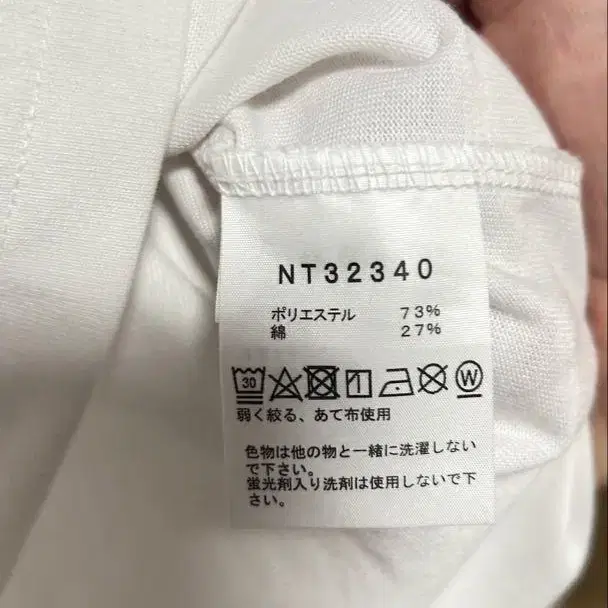 NT32340
ポリエステル 73%
綿 27%
30 W
弱く絞る、あて布使用
色物は他の物と一緒に洗濯しない
で下さい。
蛍光剤入り洗剤は使用しないで下
さい。